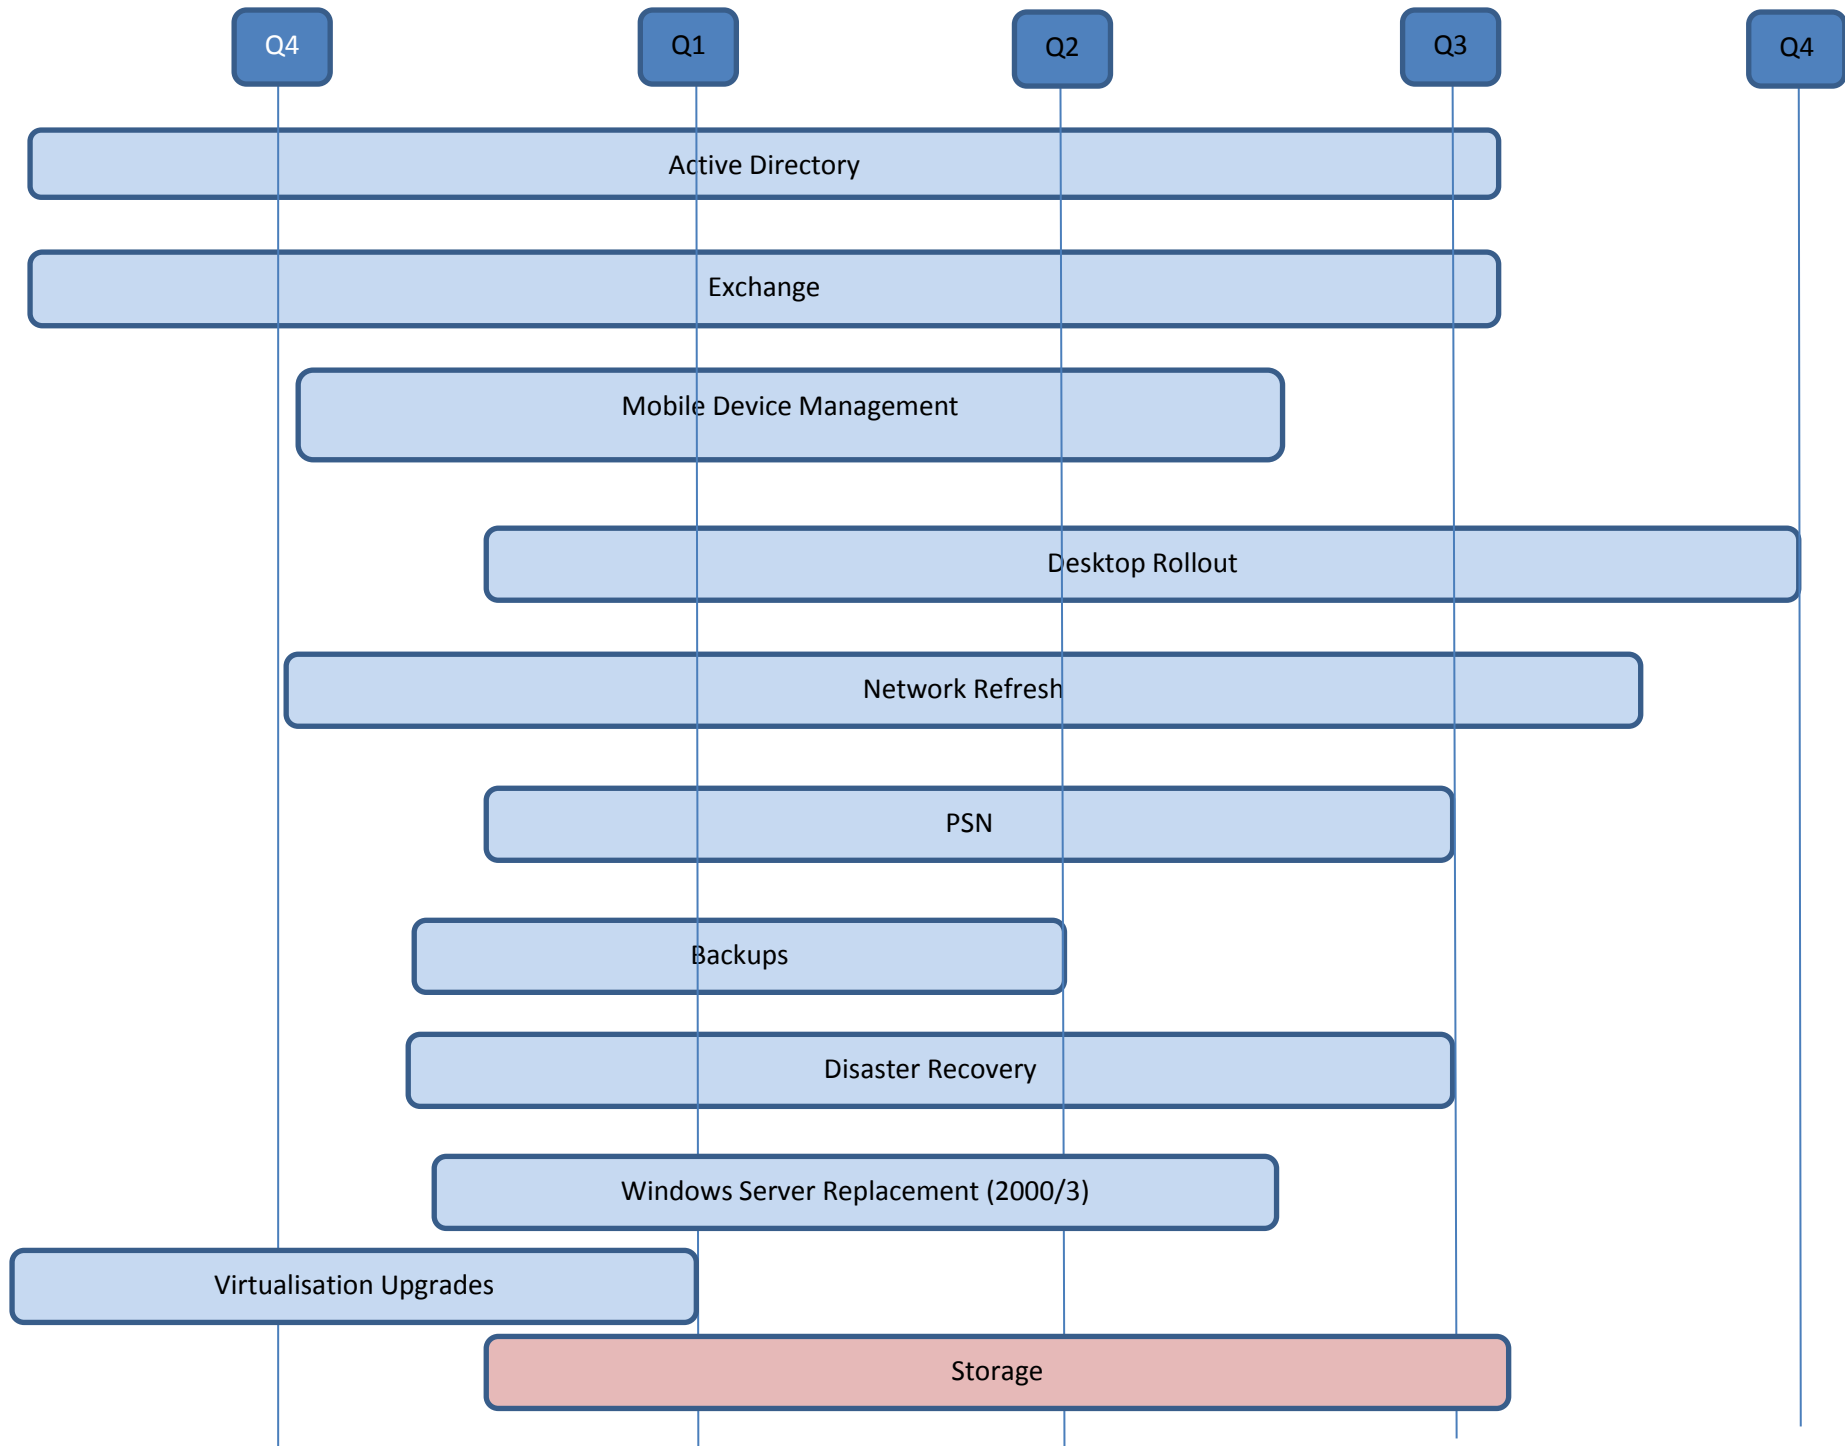 Q4
Q1
Q2
Q3
Q4
Active Directory
Exchange
Mobile Device Management
Desktop Rollout
Network Refresh
PSN
Backups
Disaster Recovery
Windows Server Replacement (2000/3)
Virtualisation Upgrades
Storage